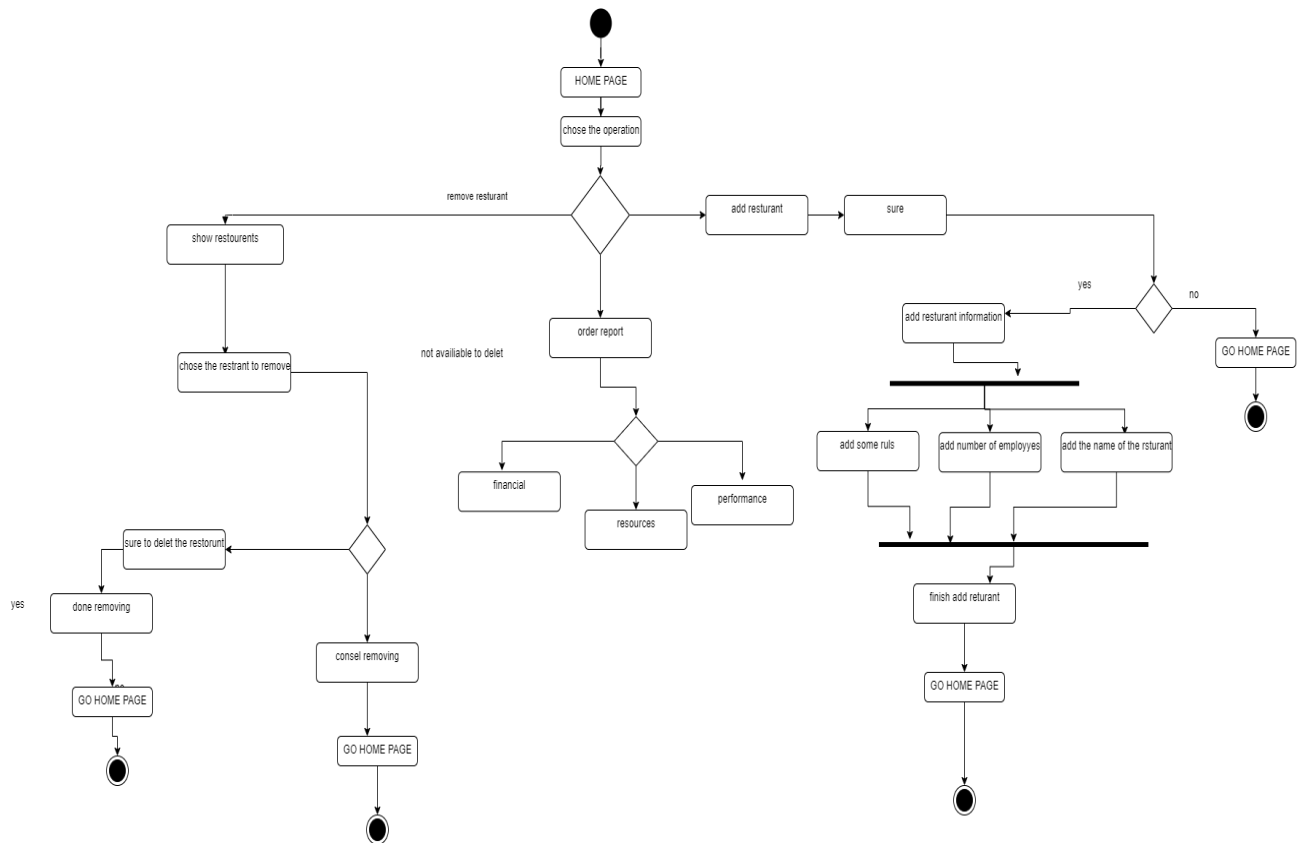 HOME PAGE
chose the operation
remove resturant
add resturant
sure
show restourents
yes
no
add resturant information
order report
not availiable to delet
GO HOME PAGE
chose the restrant to remove
add some ruls
add number of employyes
add the name of the rsturant
financial
performance
resources
sure to delet the restorunt
yes
done removing
finish add returant
consel removing
GO HOME PAGE
GO HOME PAGE
GO HOME PAGE